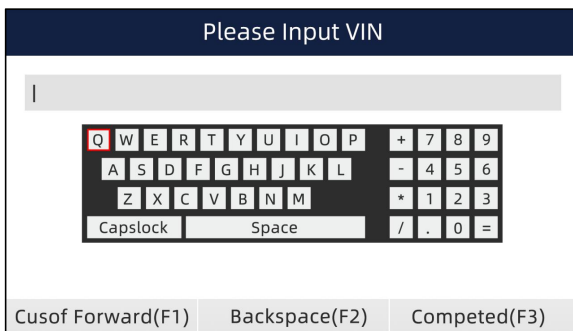 Please Input VIN
|
Q W E R T Y U I O P + 7 8 9
A S D F G H J K L - 4 5 6
Z X C V B N M * 1 2 3
Capslock Space / . 0 =
Cusof Forward(F1) Backspace(F2) Competed(F3)